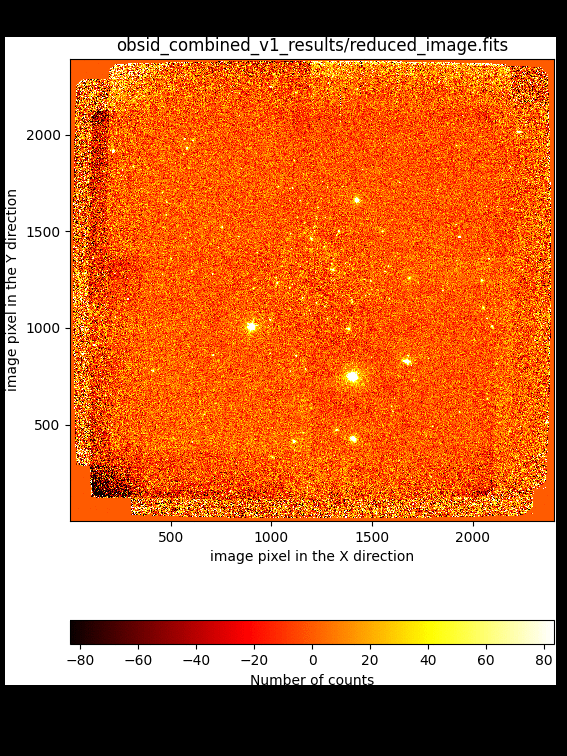 obsid_combined_v1_results/reduced_image.fits
image pixel in the Y direction
2000
1500
1000
500
500 1000 1500 2000
image pixel in the X direction
−80 −60 −40 −20 0 20 40 60 80
Number of counts